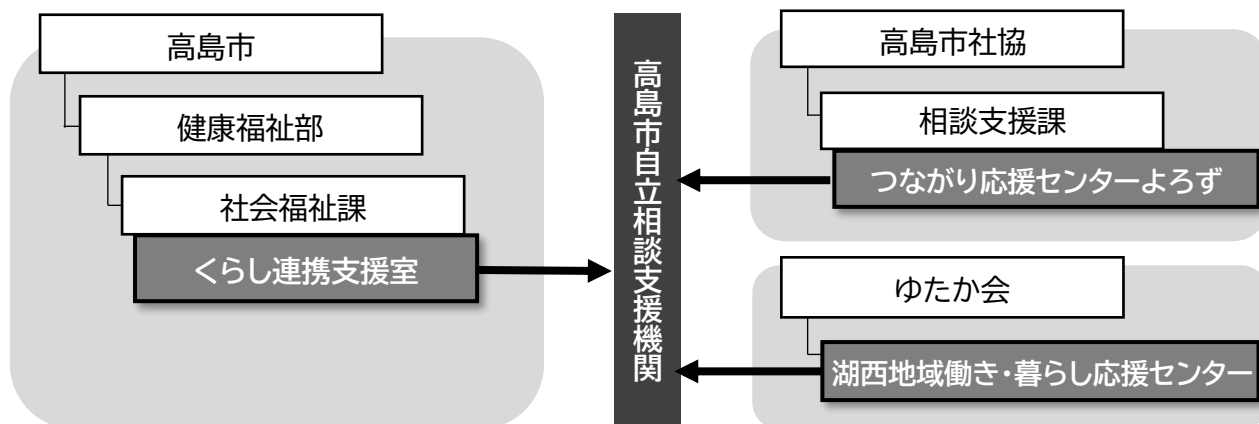 高島市
健康福祉部
社会福祉課
くらし連携支援室
高島市自立相談支援機関
高島市社協
相談支援課
つながり応援センターよろず
ゆたか会
湖西地域働き・暮らし応援センター